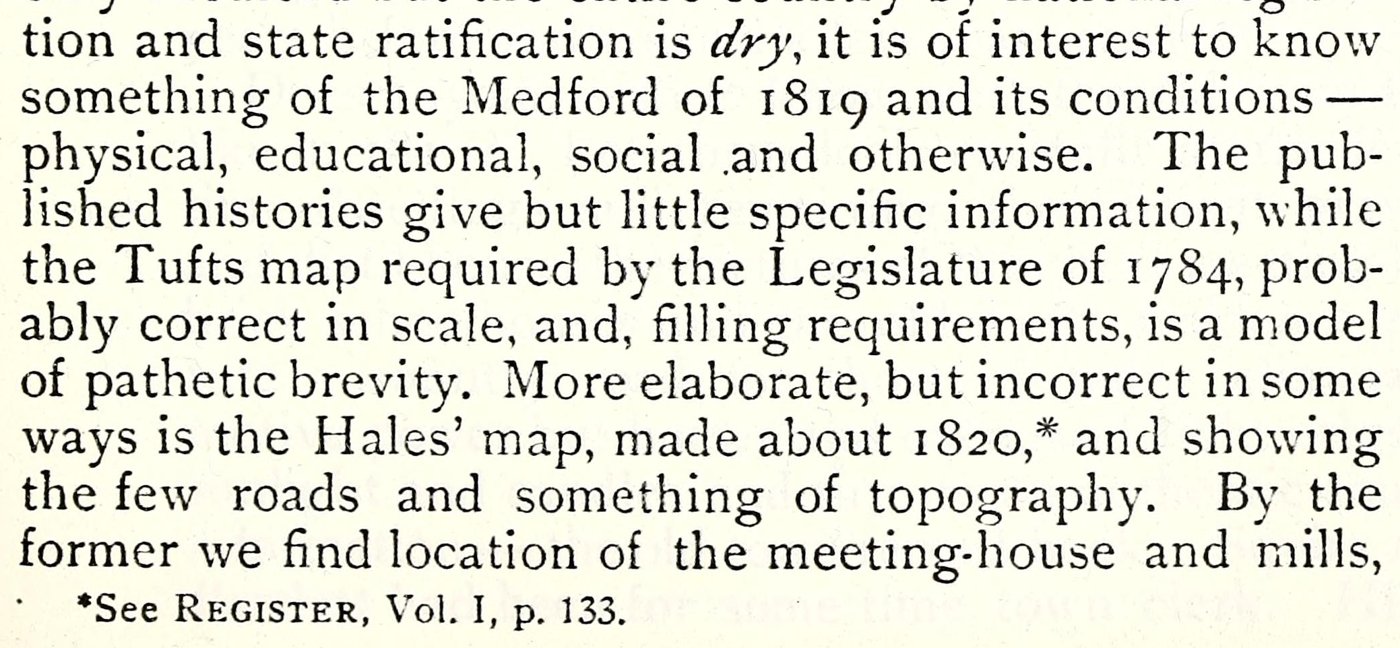 tion and state ratification is dry, it is of interest to know
something of the Medford of 1819 and its conditions —
physical, educational, social .and otherwise. The pub-
lished histories give but little specific information, while
the Tufts map required by the Legislature of 1784, prob-
ably correct in scale, and, filling requirements, is a model
of pathetic brevity. More elaborate, but incorrect in some
ways is the Hales' map, made about 1820,* and showing
the few roads and something of topography. By the
former we find location of the meeting-house and mills,
*See REGISTER, Vol. I, p. 133.